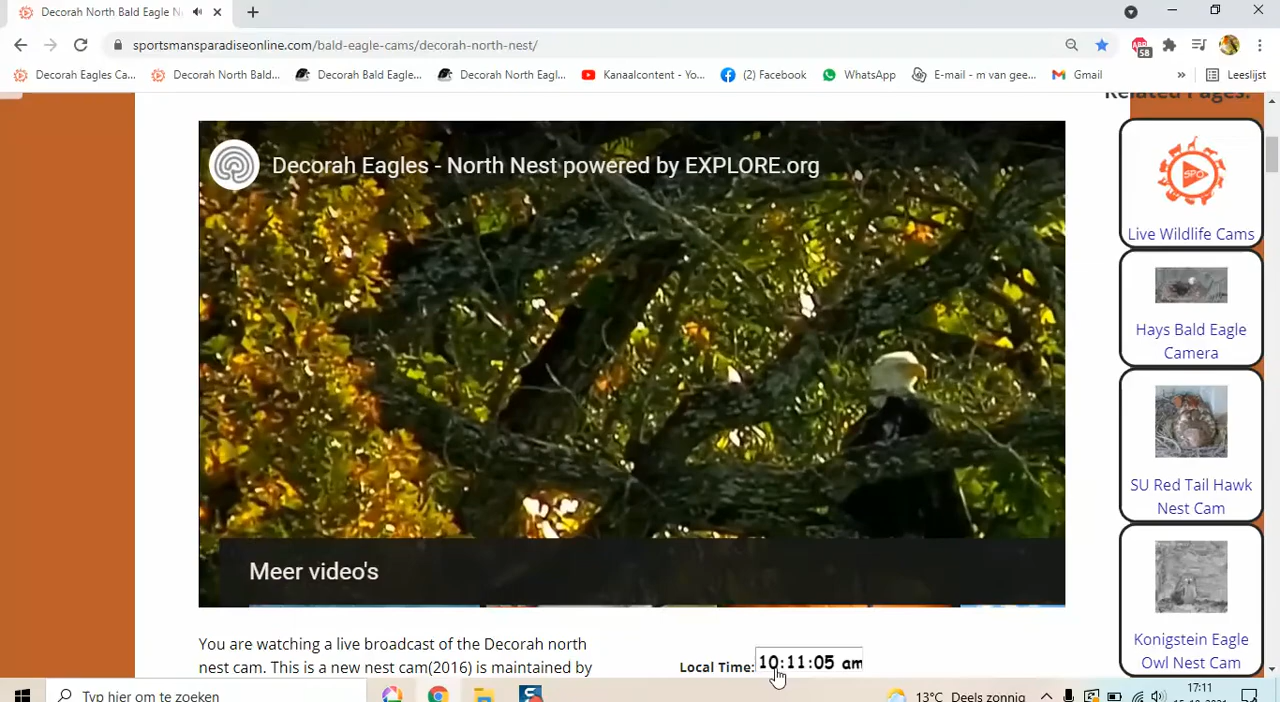 Decorah North Bald Eagle N
sportsmansparadiseonline.com/bald-eagle-cams/decorah-north-nest/
58
Decorah Eagles Ca...
Decorah North Bald...
Decorah Bald Eagle...
Decorah North Eagl...
Kanaalcontent - Yo...
(2) Facebook
WhatsApp
E-mail - m van gee...
Gmail
»
Leeslijst
Related Pages:
Decorah Eagles - North Nest powered by EXPLORE.org
SPO
Live Wildlife Cams
Hays Bald Eagle
Camera
SU Red Tail Hawk
Nest Cam
Konigstein Eagle
Owl Nest Cam
Meer video's
You are watching a live broadcast of the Decorah north
nest cam. This is a new nest cam(2016) is maintained by
Local Time: 10:11:05 am
Typ hier om te zoeken
13°C Deels zonnig
17:11